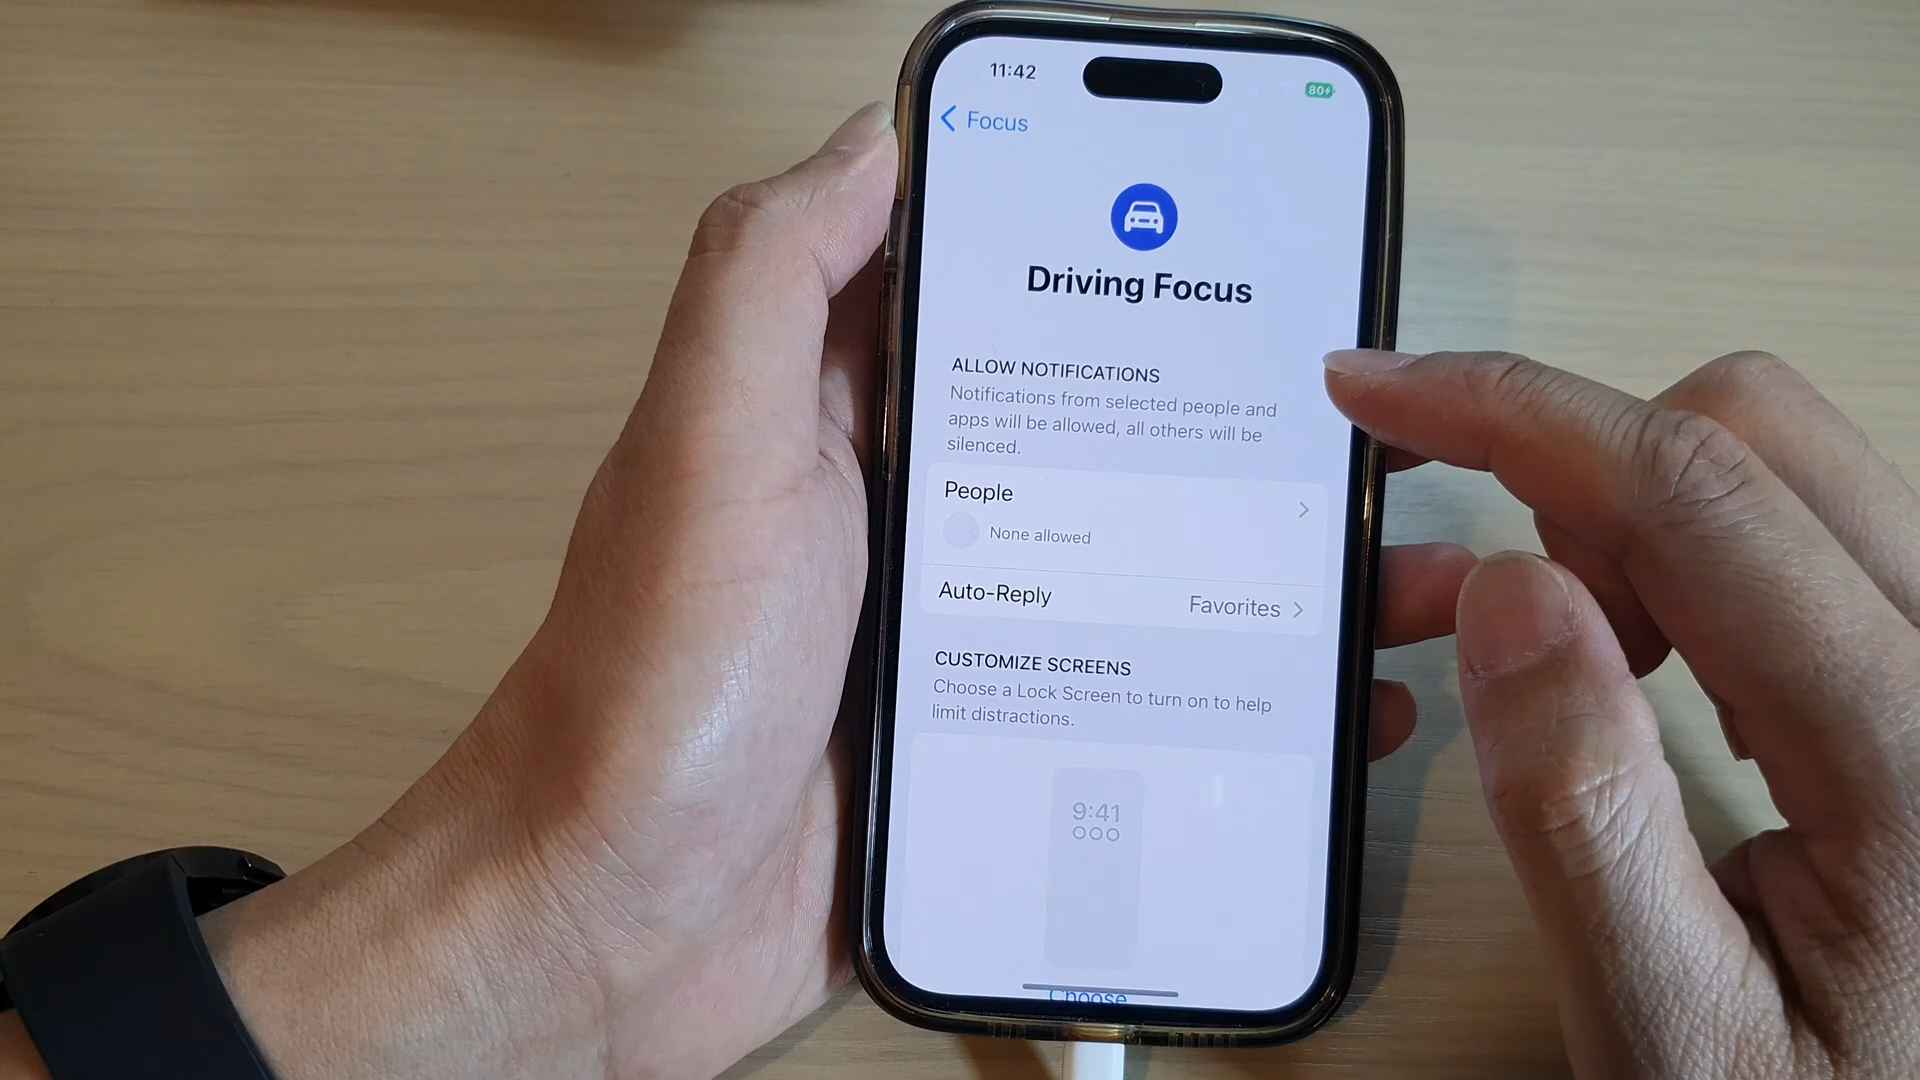 11:42
80
Focus
Driving Focus
ALLOW NOTIFICATIONS
Notifications from selected people and
apps will be allowed, all others will be
silenced.
People
None allowed
Auto-Reply
Favorites
CUSTOMIZE SCREENS
Choose a Lock Screen to turn on to help
limit distractions.
9:41
Choose